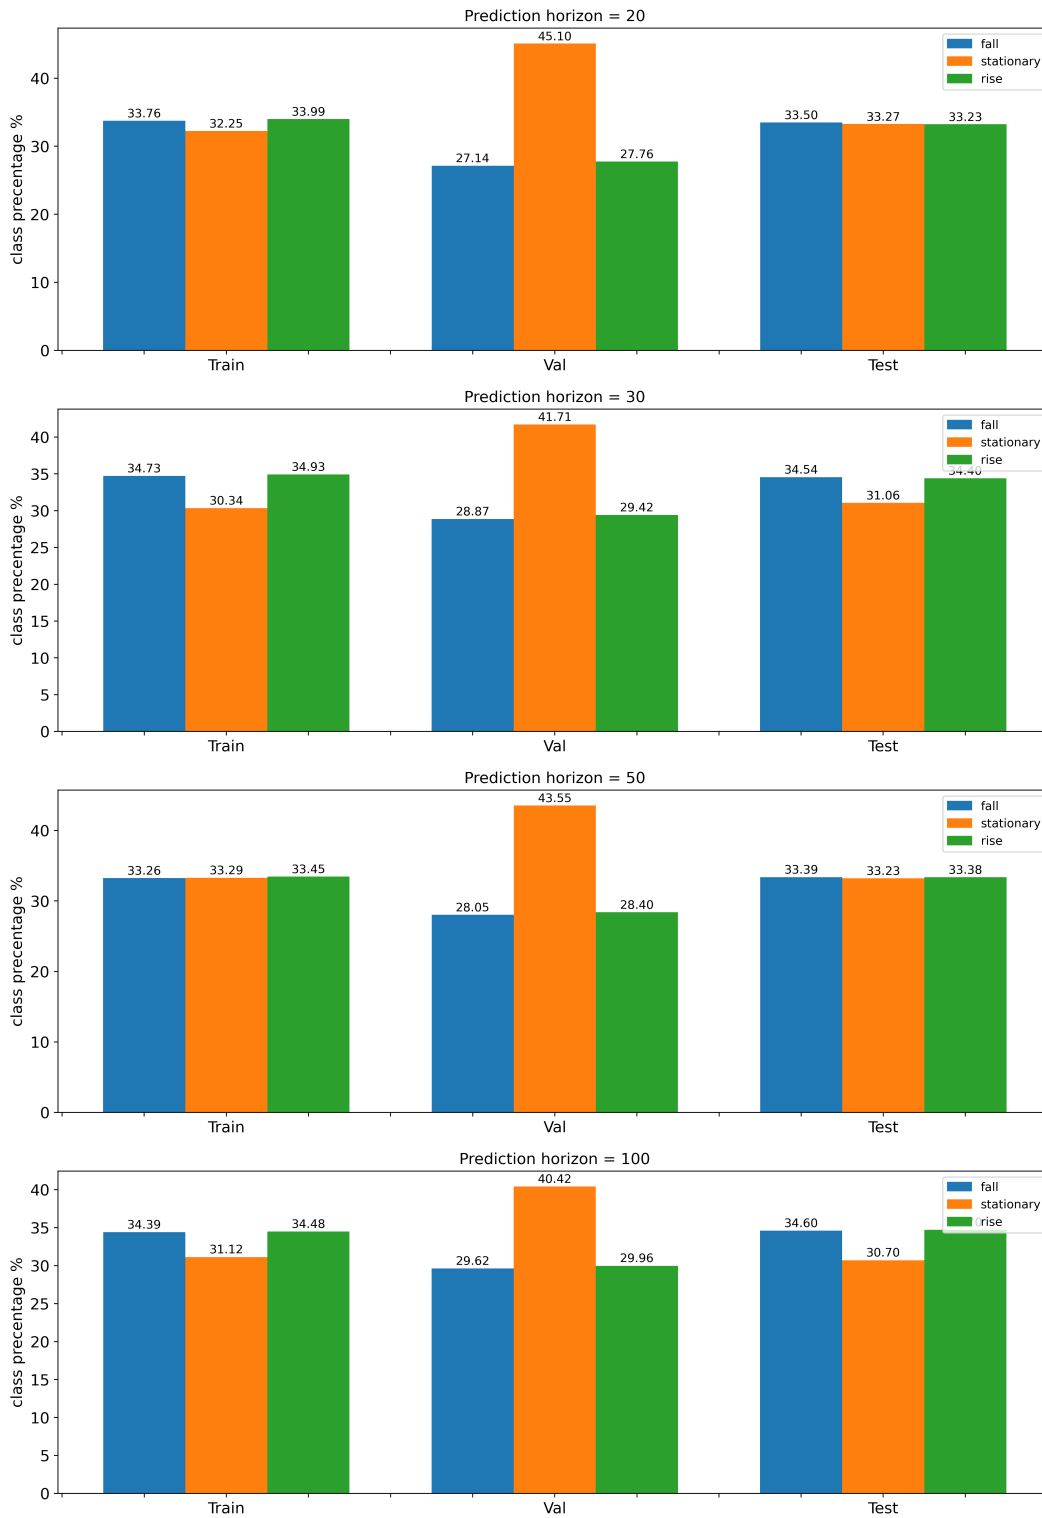 Prediction horizon = 20
class precentage %
40
30
20
10
0
33.76
32.25
33.99
27.14
45.10
27.76
33.50
33.27
33.23
fall
stationary
rise
Train
Val
Test
Prediction horizon = 30
class precentage %
40
35
30
25
20
15
10
5
0
34.73
30.34
34.93
28.87
41.71
29.42
34.54
31.06
34.40
fall
stationary
rise
Train
Val
Test
Prediction horizon = 50
class precentage %
40
30
20
10
0
33.26
33.29
33.45
28.05
43.55
28.40
33.39
33.23
33.38
fall
stationary
rise
Train
Val
Test
Prediction horizon = 100
class precentage %
40
35
30
25
20
15
10
5
0
34.39
31.12
34.48
29.62
40.42
29.96
34.60
30.70
fall
stationary
rise
Train
Val
Test